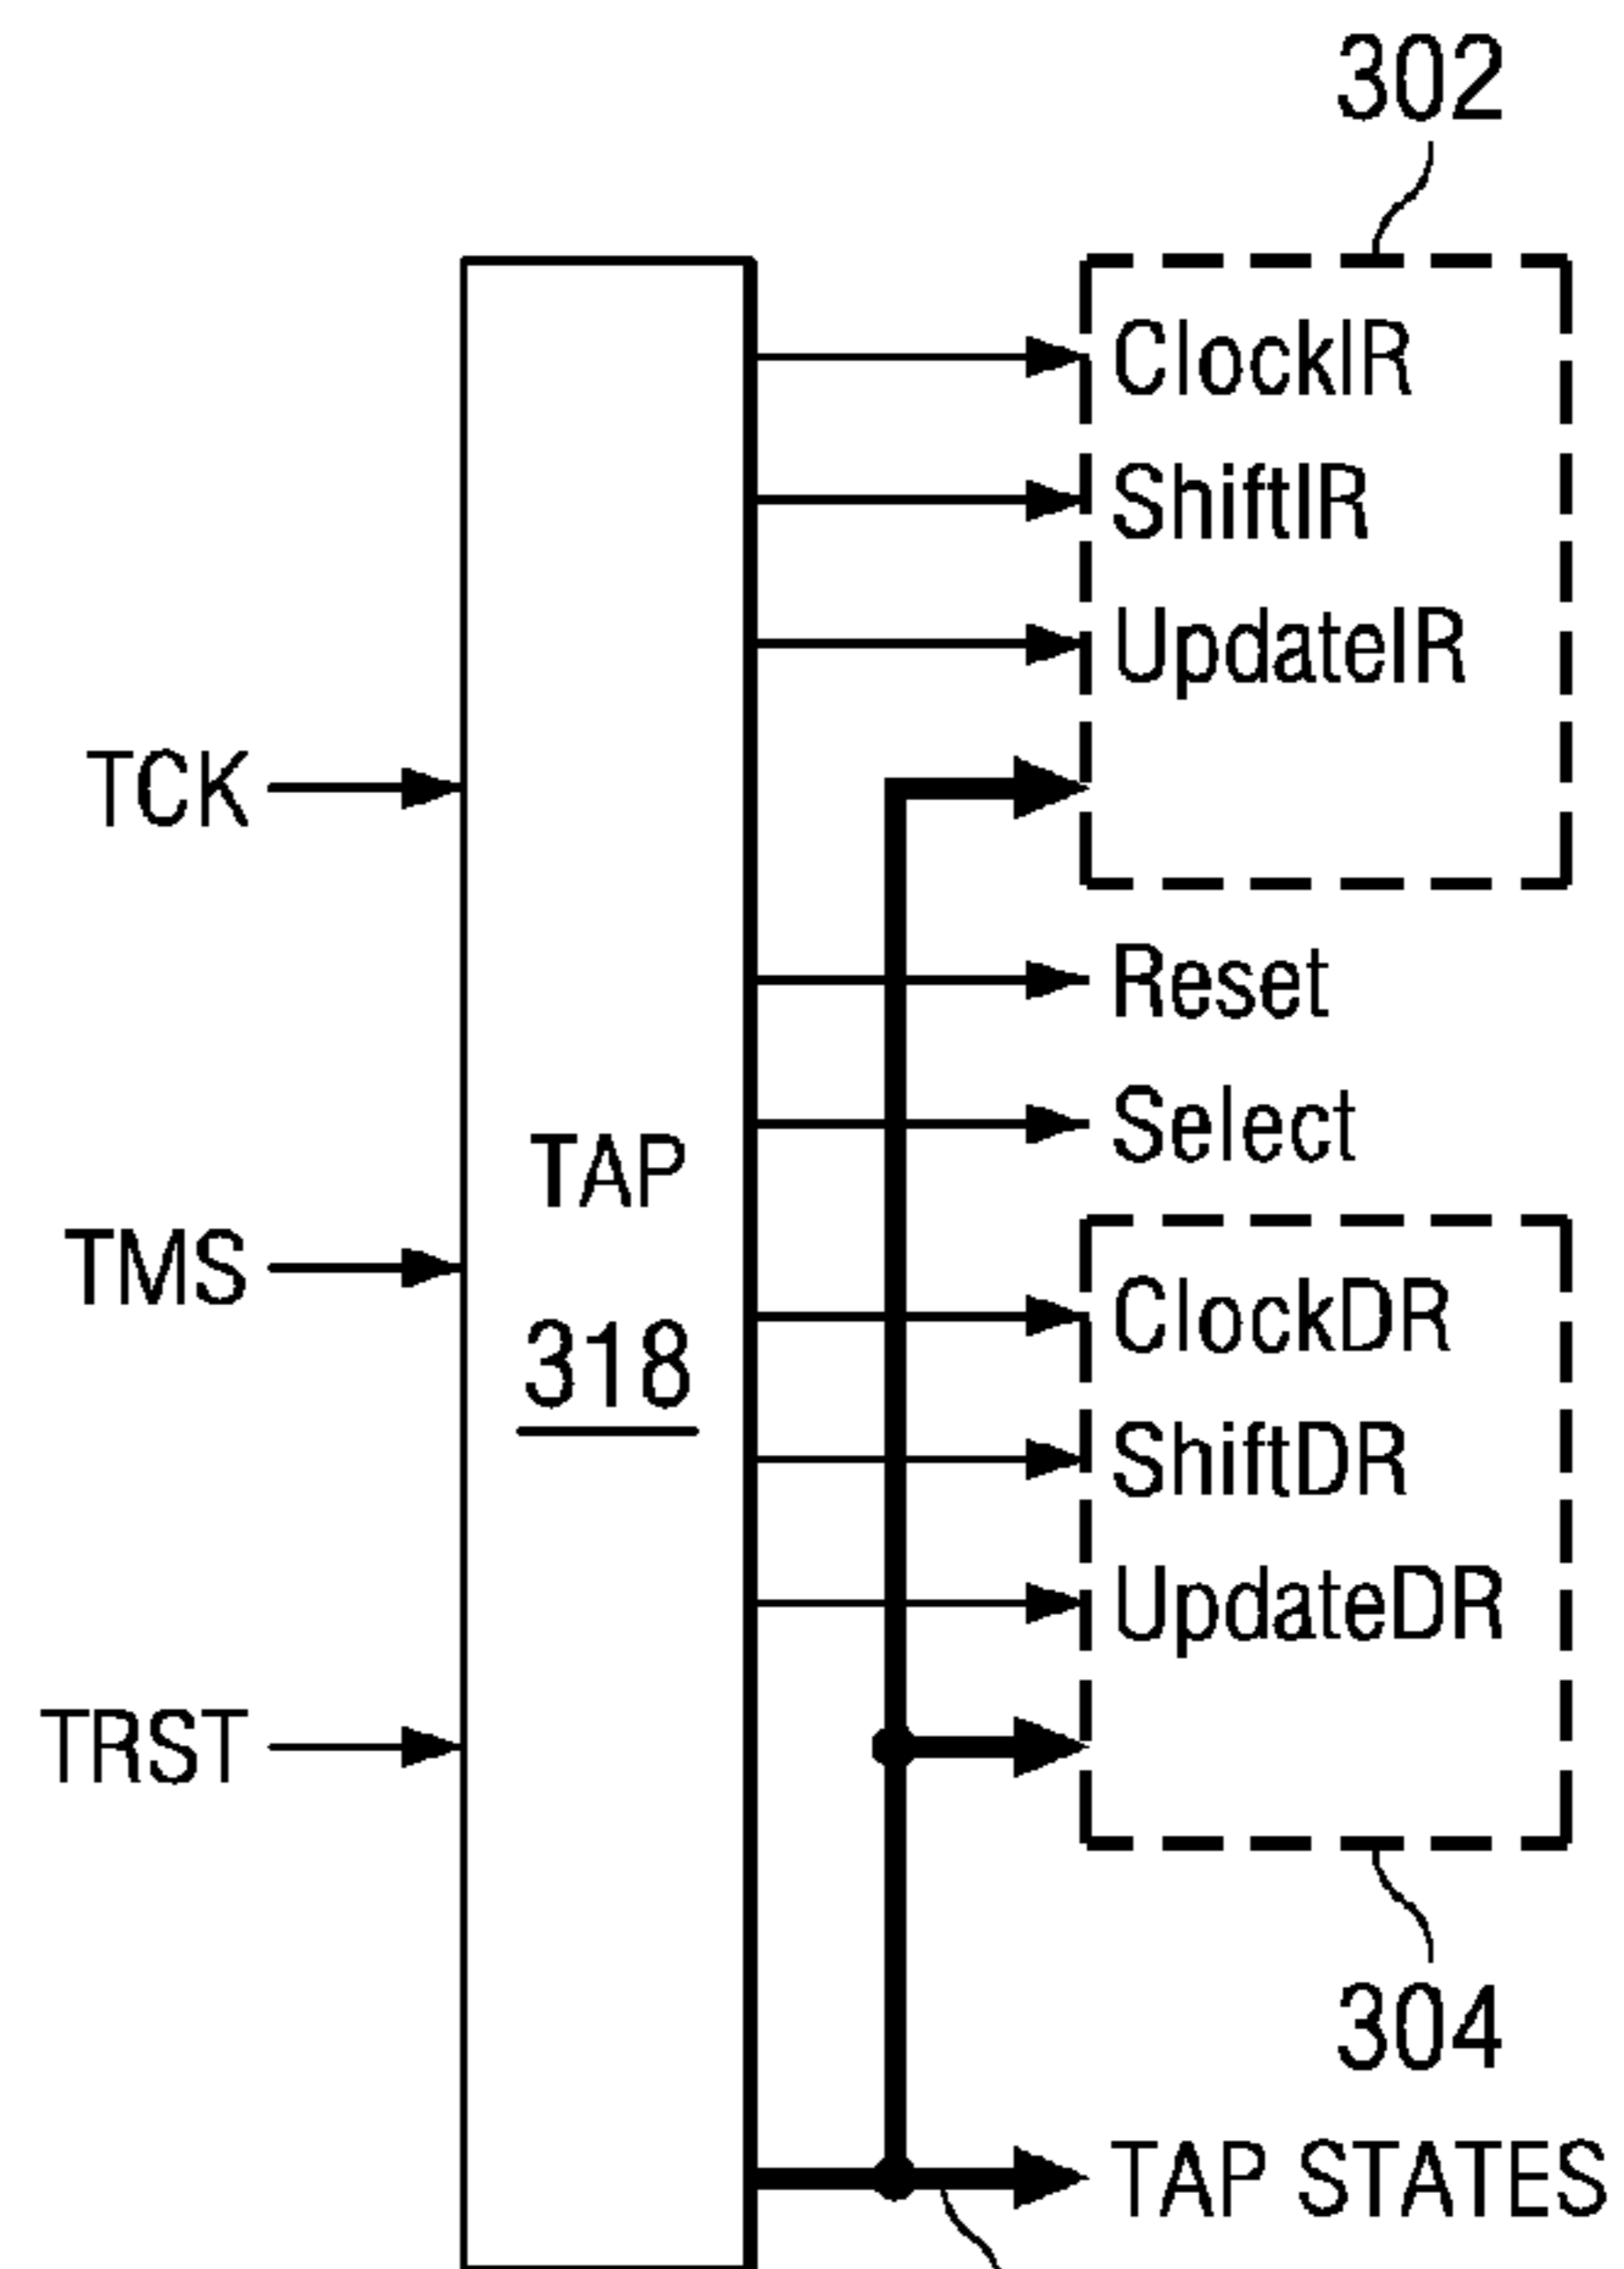 302
ClockIR
ShiftIR
UpdateIR
TCK
Reset
Select
TAP
TMS
318
ClockDR
ShiftDR
UpdateDR
TRST
304
TAP STATES